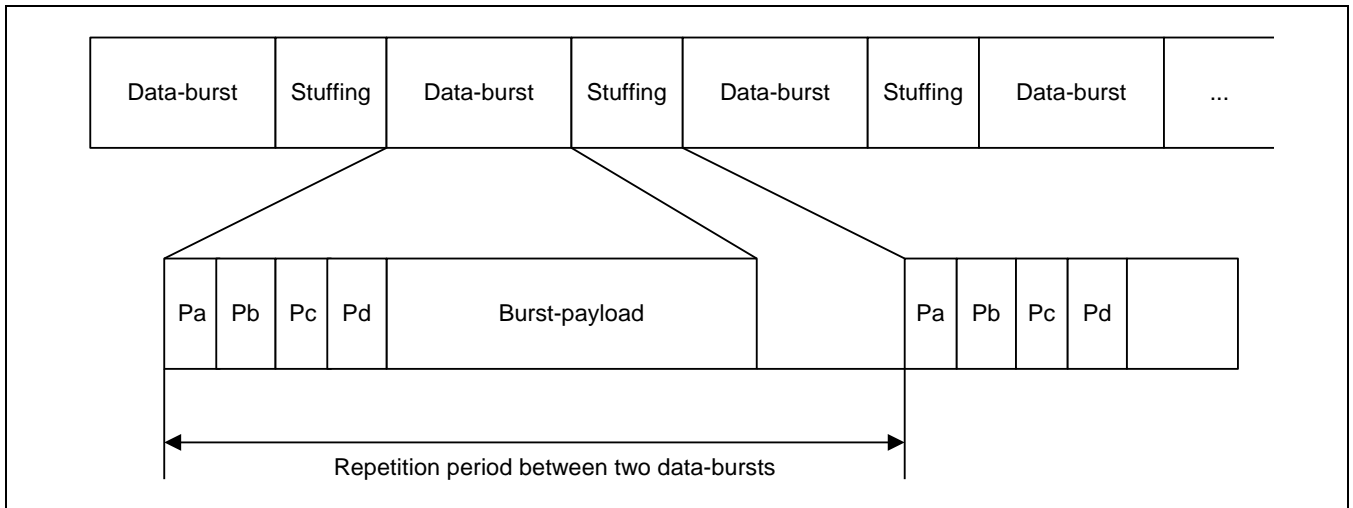 Data-burst Stuffing Data-burst Stuffing Data-burst Stuffing Data-burst ...
Pa Pb Pc Pd Burst-payload Pa Pb Pc Pd
Repetition period between two data-bursts